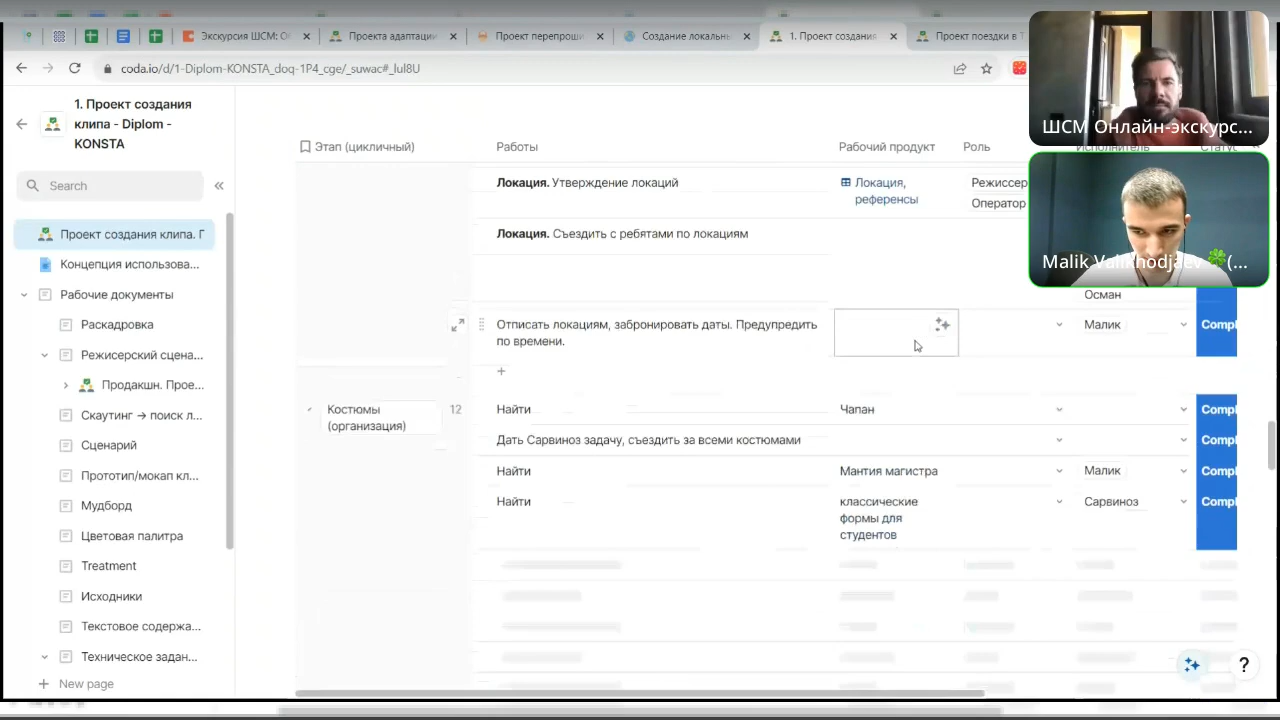 Экскурсия ШСМ: О
Проекта адатацис
Проект перепрош
Создание локальн
1. Проект создания
Проект поездки в Т
coda.io/d/1-Diplom-KONSTA_doq-1P4_cge/_suwac#_lul8U
1. Проект создания
клипа - Diplom -
KONSTA
Search
Проект создания клипа. Г
Концепция использова...
Рабочие документы
Раскадровка
Режисерский сцена...
Продакшн. Прое...
Скаутинг → поиск л...
Сценарий
Прототип/мокап кл...
Мудборд
Цветовая палитра
Treatment
Исходники
Текстовое содержа...
Техническое задан...
New page
Этап (цикличный)
Работы
Рабочий продукт
Роль
Исполнитель
Статус
Локация. Утверждение локаций
Локация,
референсы
Режиссер
Оператор
Локация. Съездить с ребятами по локациям
Осман
Отписать локациям, забронировать даты. Предупредить
по времени.
Малик
Compl
Костюмы
(организация)
12
Найти
Чапан
Compl
Дать Сарвиноз задачу, съездить за всеми костюмами
Compl
Найти
Мантия магистра
Малик
Compl
Найти
классические
формы для
студентов
Сарвиноз
Compl
ШСМ Онлайн-экскурс...
Malik Valikhodjaev 🍀(...